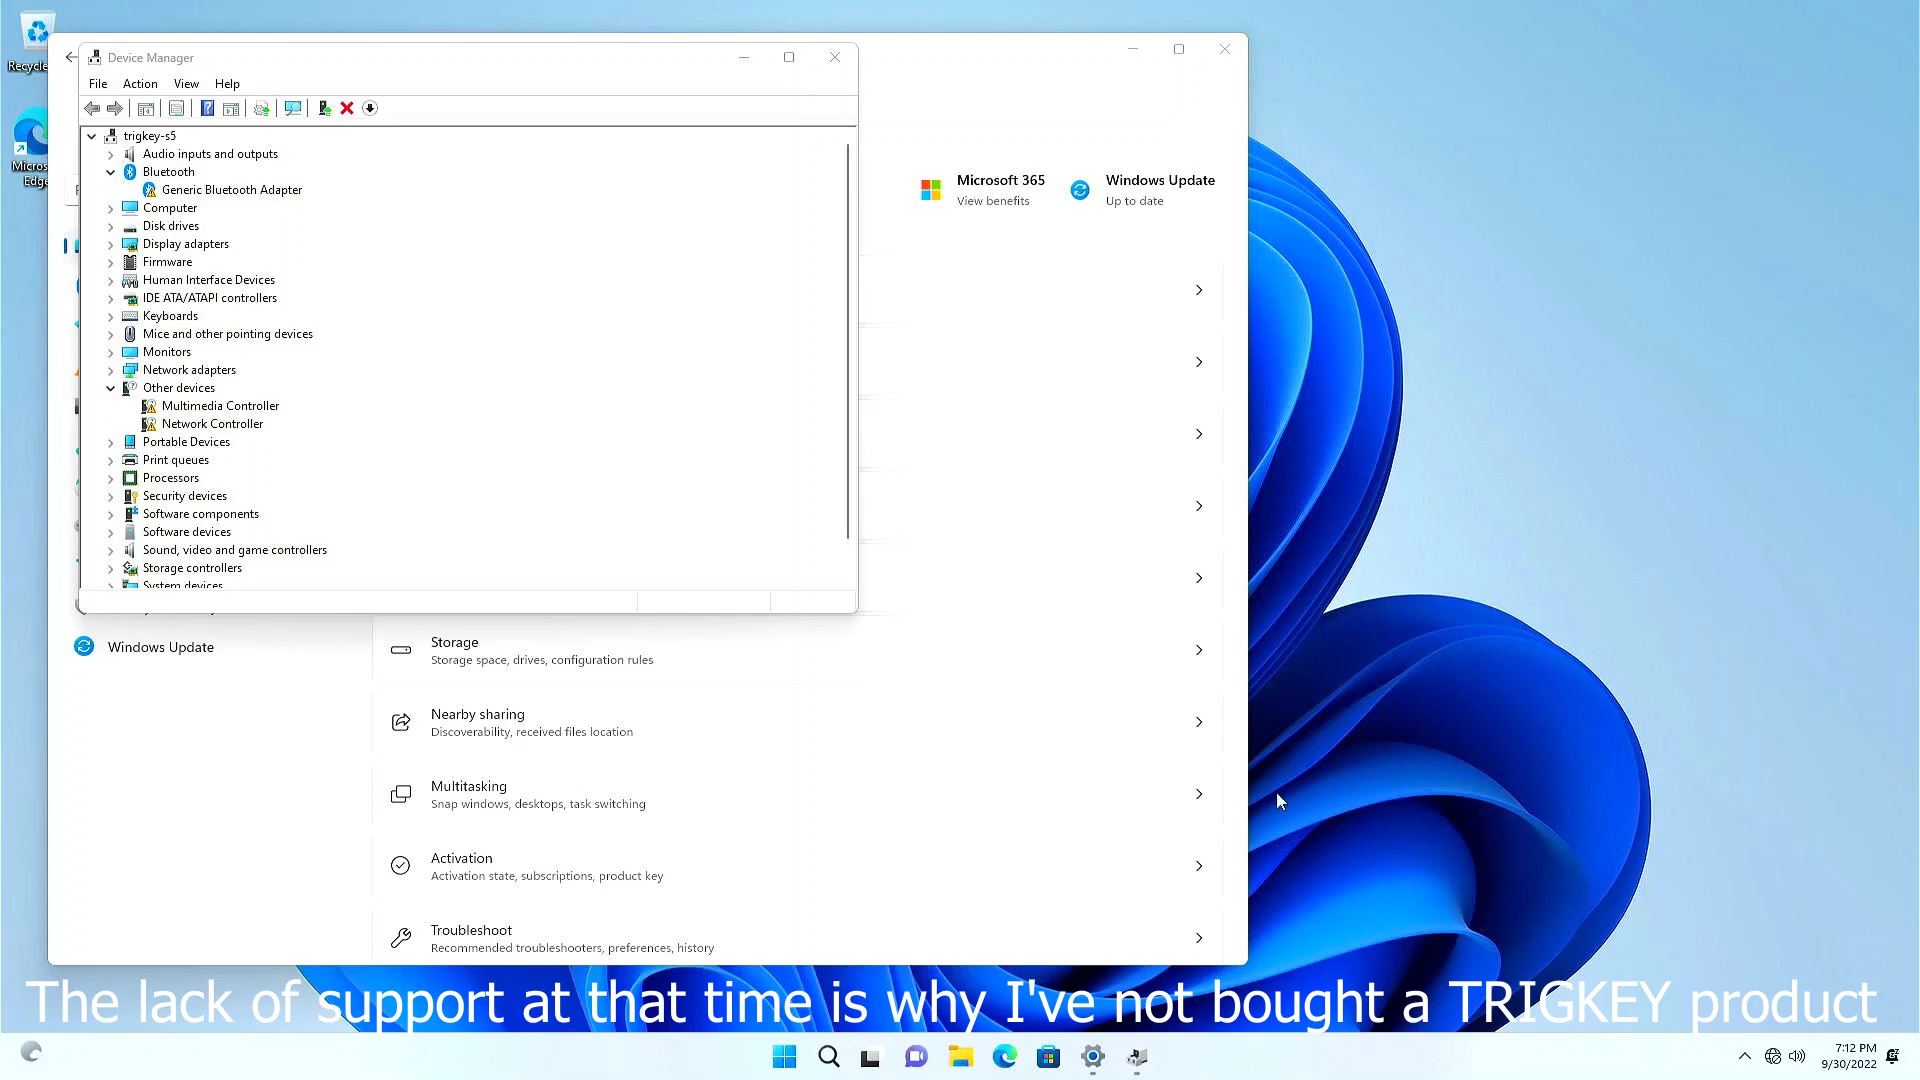 Recycle
Micros
Edge
Device Manager
File Action View Help
trigkey-s5
Audio inputs and outputs
Bluetooth
Generic Bluetooth Adapter
Computer
Disk drives
Display adapters
Firmware
Human Interface Devices
IDE ATA/ATAPI controllers
Keyboards
Mice and other pointing devices
Monitors
Network adapters
Other devices
Multimedia Controller
Network Controller
Portable Devices
Print queues
Processors
Security devices
Software components
Software devices
Sound, video and game controllers
Storage controllers
System devices
Microsoft 365
View benefits
Windows Update
Up to date
Windows Update
Storage
Storage space, drives, configuration rules
Nearby sharing
Discoverability, received files location
Multitasking
Snap windows, desktops, task switching
Activation
Activation state, subscriptions, product key
Troubleshoot
Recommended troubleshooters, preferences, history
The lack of support at that time is why I've not bought a TRIGKEY product
7:12 PM
9/30/2022